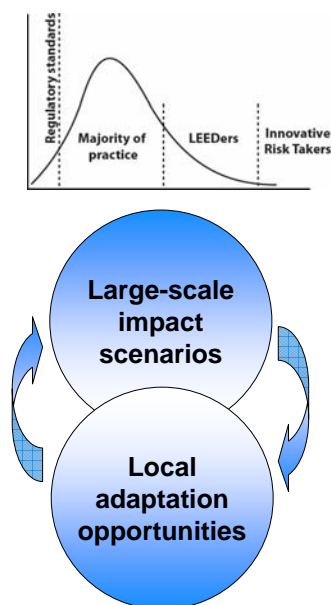 Regulatory standards
Majority of
practice
LEEDers
Innovative
Risk Takers
Large-scale
impact
scenarios
Local
adaptation
opportunities